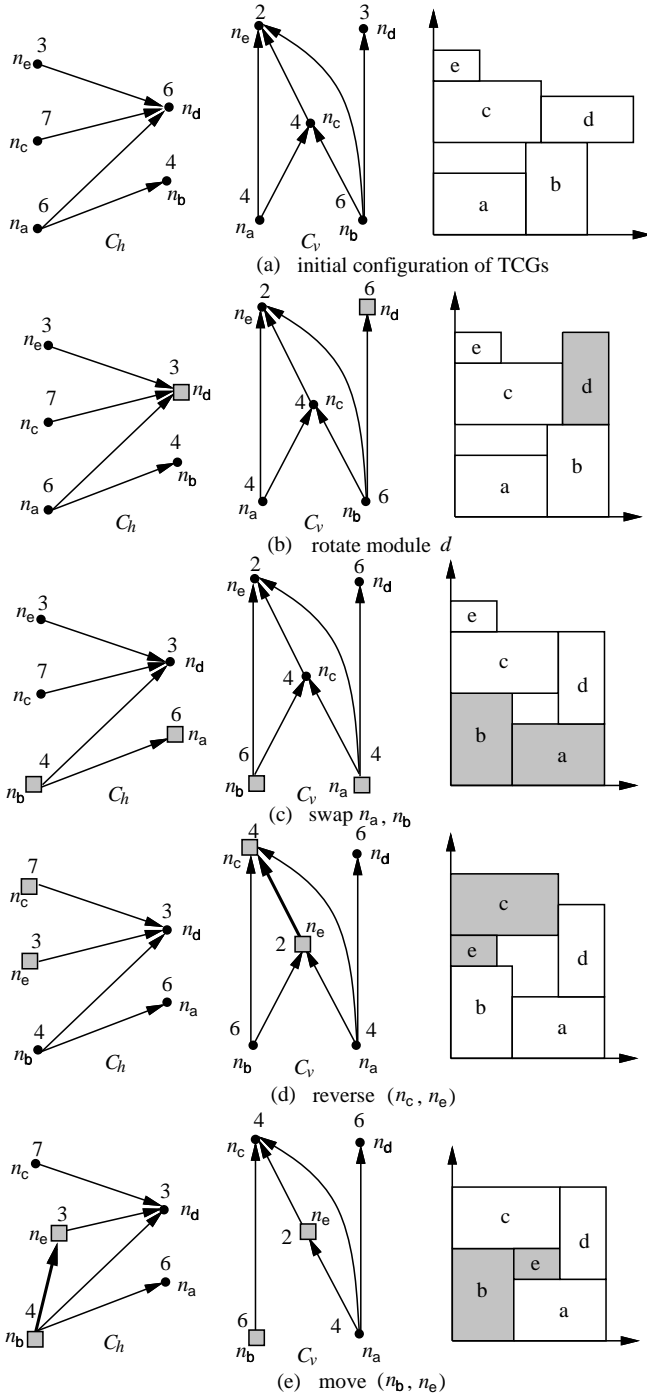 3
n_e
7
n_c
6
n_a
6
n_d
4
n_b
C_h
2
n_e
3
n_d
4
n_c
4
n_a
6
n_b
C_v
e
c
d
a
b
(a) initial configuration of TCGs
3
n_e
7
n_c
6
n_a
3
n_d
4
n_b
C_h
2
n_e
6
n_d
4
n_c
4
n_a
6
n_b
C_v
e
c
d
a
b
(b) rotate module d
3
n_e
7
n_c
4
n_b
3
n_d
6
n_a
C_h
2
n_e
6
n_d
4
n_c
6
n_b
4
n_a
C_v
e
c
d
b
a
(c) swap n_a, n_b
7
n_c
3
n_e
4
n_b
3
n_d
6
n_a
C_h
4
n_c
6
n_d
n_e
2
6
n_b
4
n_a
C_v
c
e
d
b
a
(d) reverse (n_c, n_e)
7
n_c
3
n_e
4
n_b
3
n_d
6
n_a
C_h
4
n_c
6
n_d
n_e
2
6
n_b
4
n_a
C_v
c
d
e
b
a
(e) move (n_b, n_e)